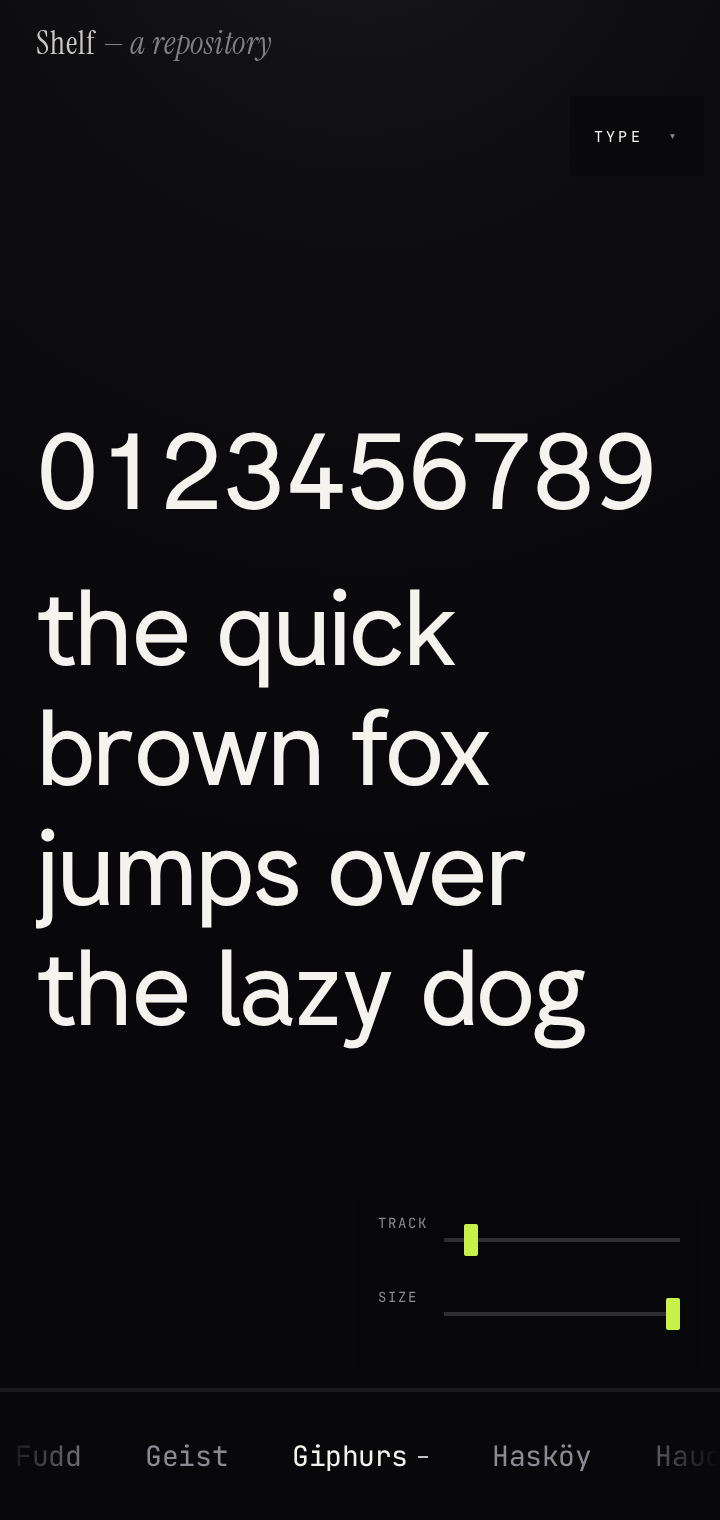 Shelf — a repository
TYPE ▾
0123456789
the quick
brown fox
jumps over
the lazy dog
TRACK
SIZE
Fudd Geist Giphurs – Hasköy